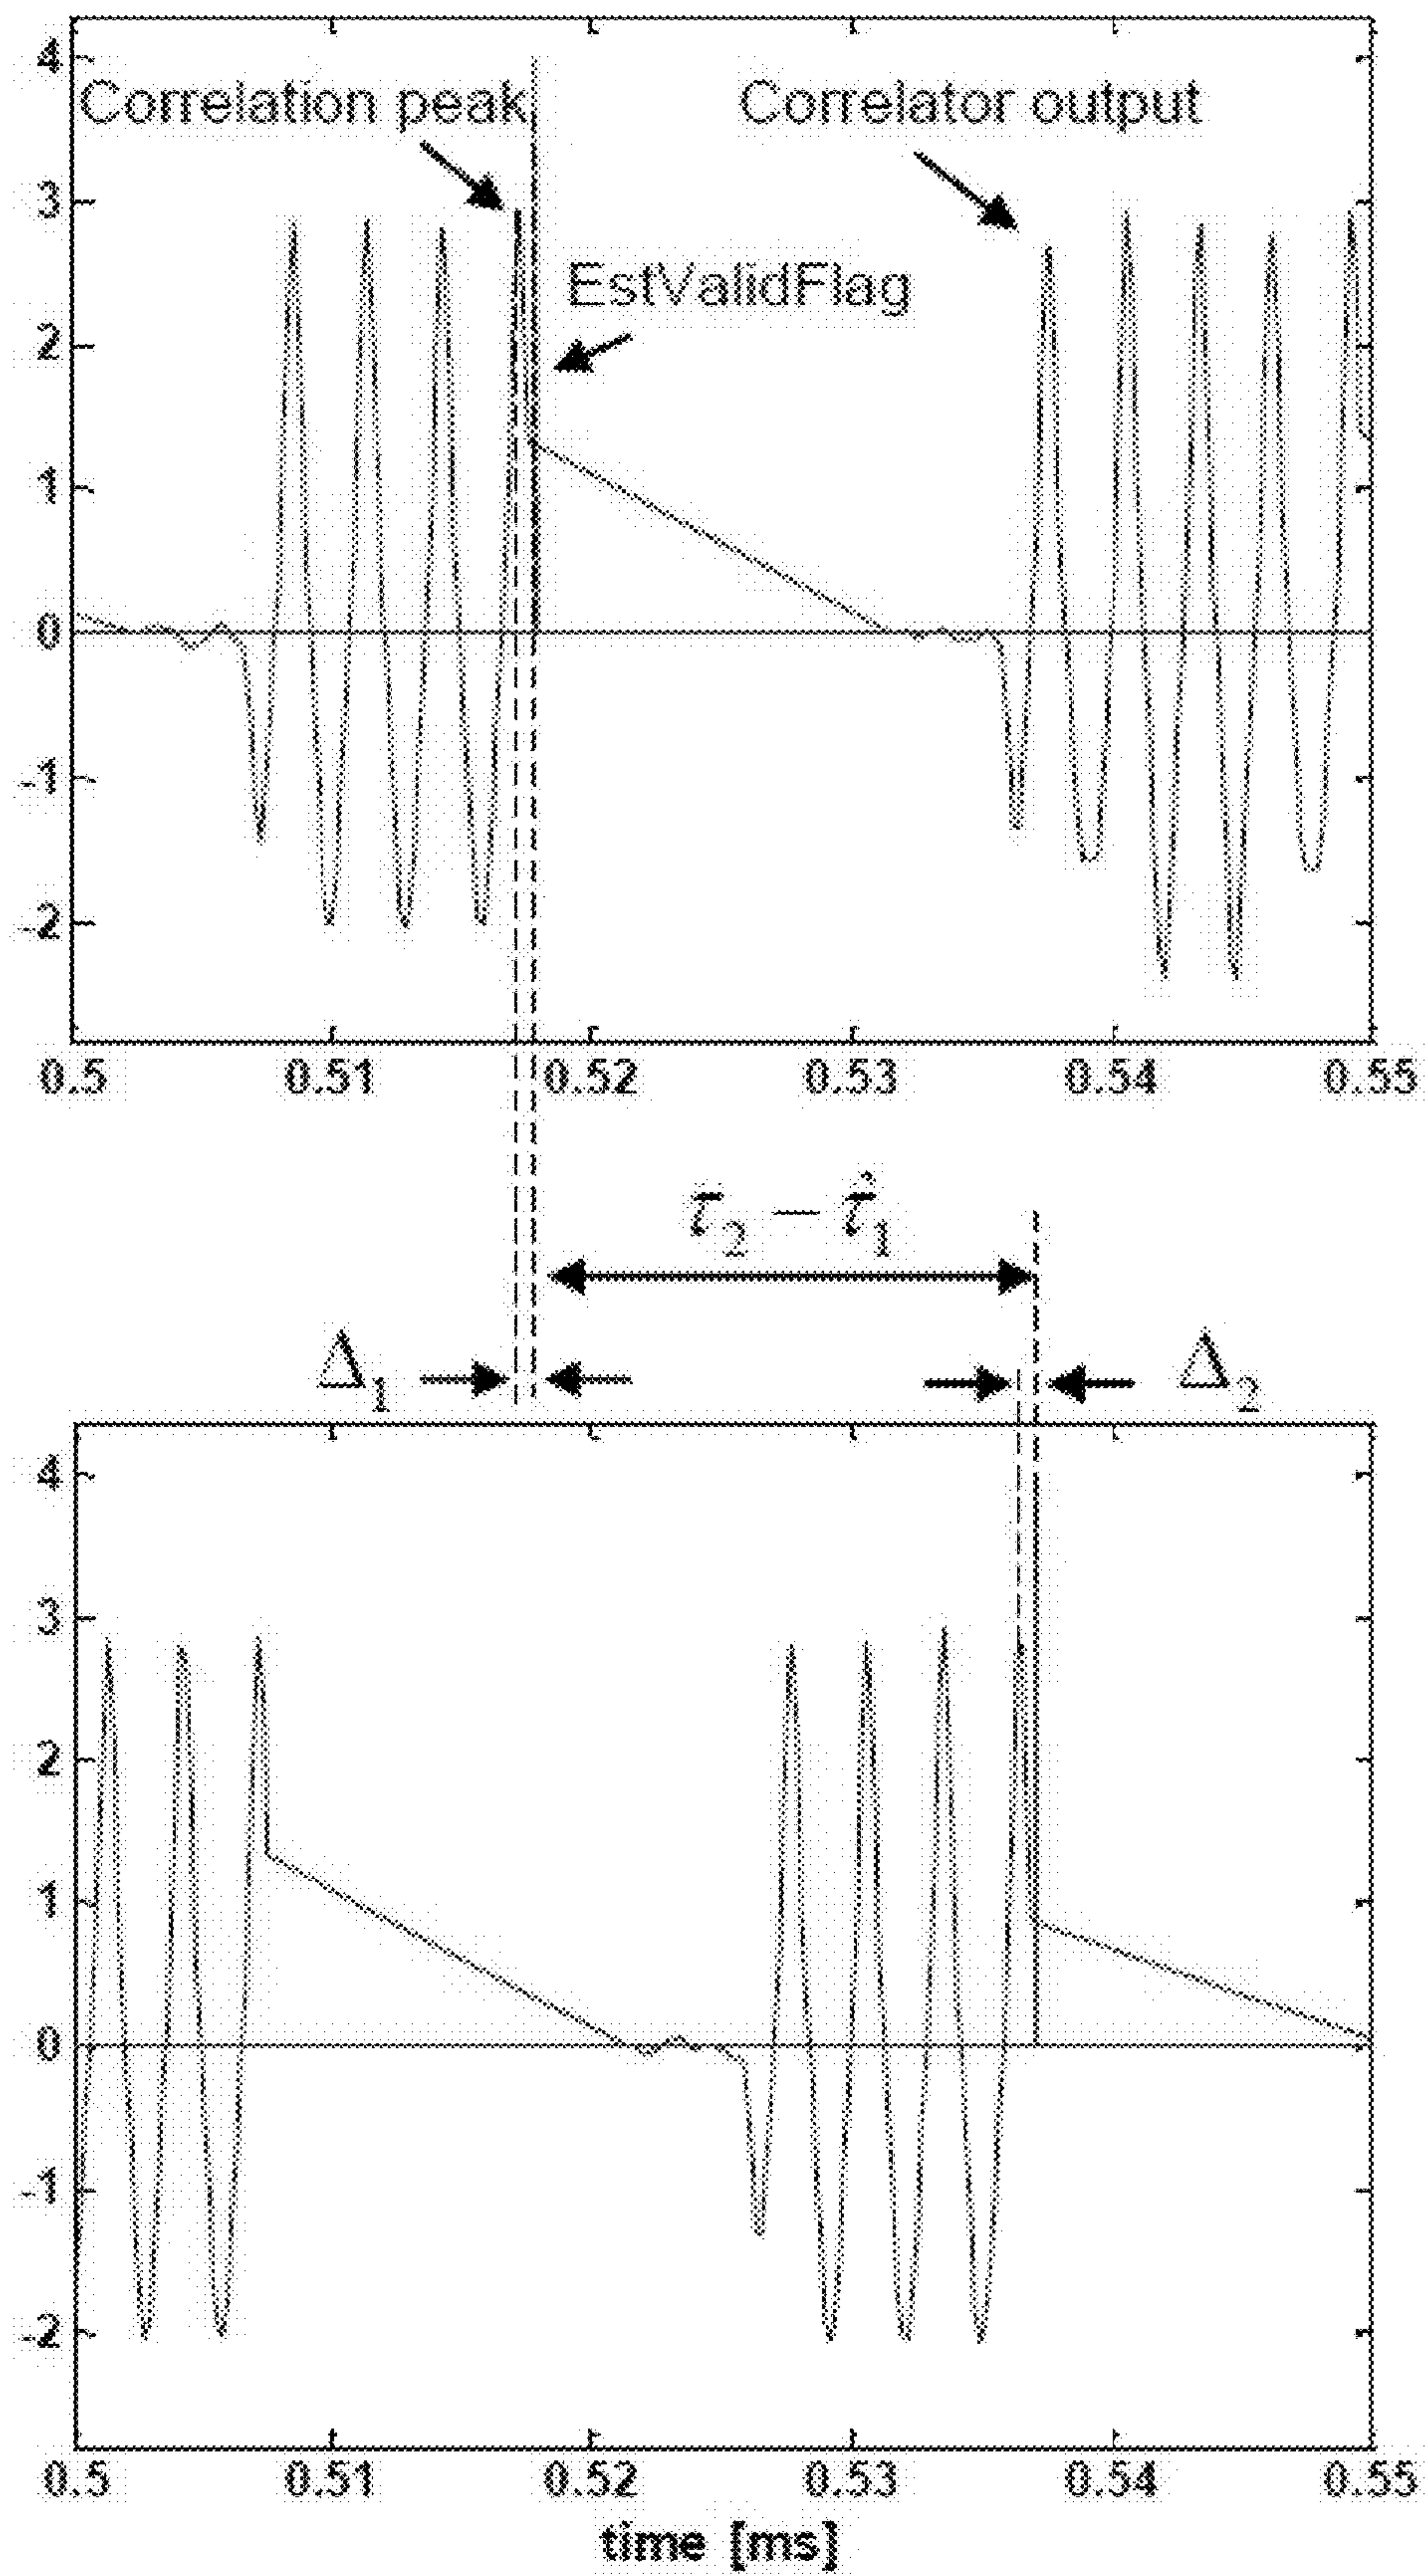 4
Correlation peak
Correlator output
3
EstValidFlag
2
1
0
-1
-2
0.5 0.51 0.52 0.53 0.54 0.55
τ̂₂ − τ̂₁
Δ₁
Δ₂
4
3
2
1
0
-1
-2
0.5 0.51 0.52 0.53 0.54 0.55
time [ms]